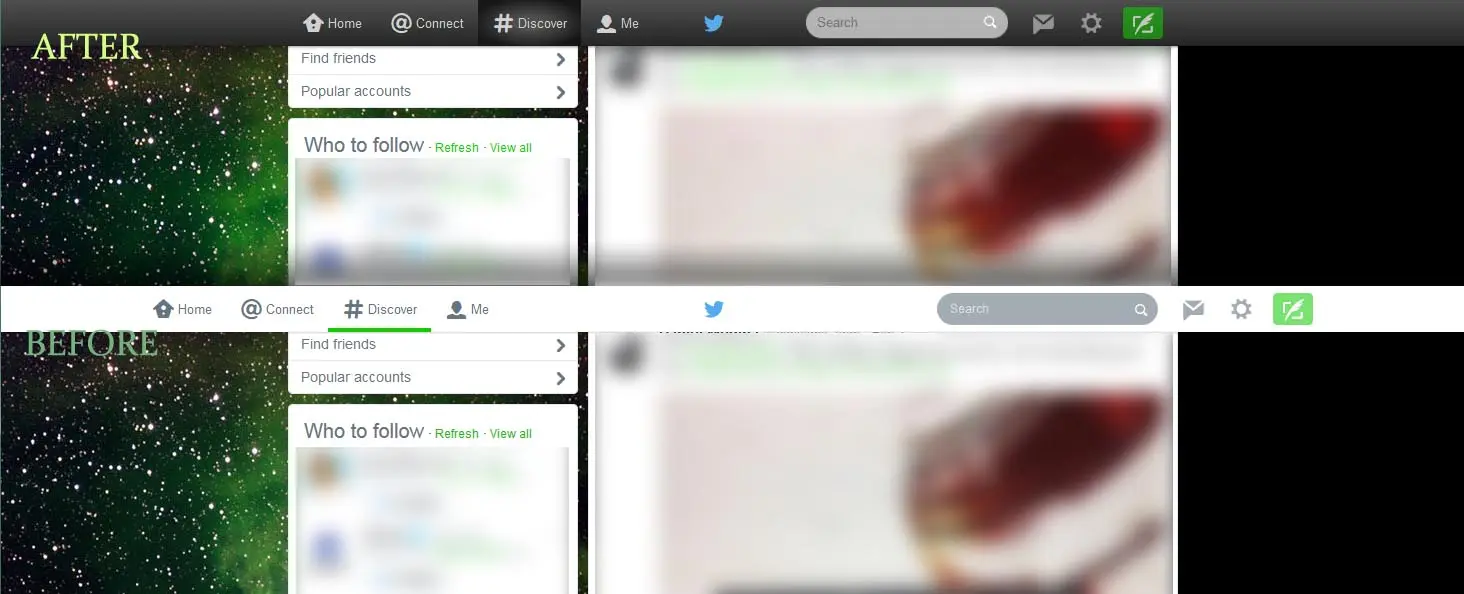 Home Connect Discover Me Search
AFTER
Find friends
Popular accounts
Who to follow · Refresh · View all
Home Connect Discover Me Search
BEFORE
Find friends
Popular accounts
Who to follow · Refresh · View all